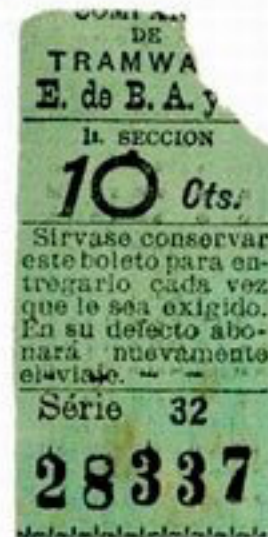 DE
TRAMWA
E. de B. A. y
1a. SECCION
10 Cts.
Sirvase conservar
este boleto para en-
tregarlo cada vez
que le sea exigido.
En su defecto abo-
nará nuevamente
el viaje.
Série 32
28337